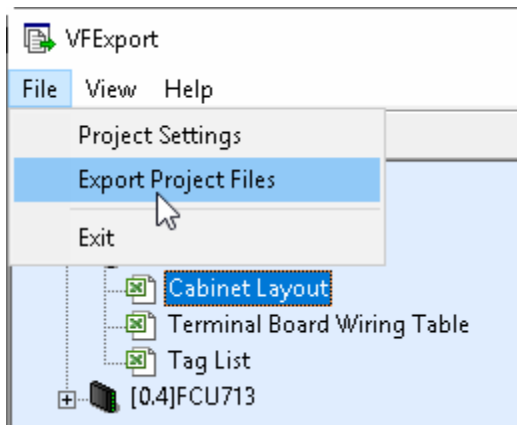 VFExport
File View Help
Project Settings
Export Project Files
Exit
Cabinet Layout
Terminal Board Wiring Table
Tag List
[0.4]FCU713